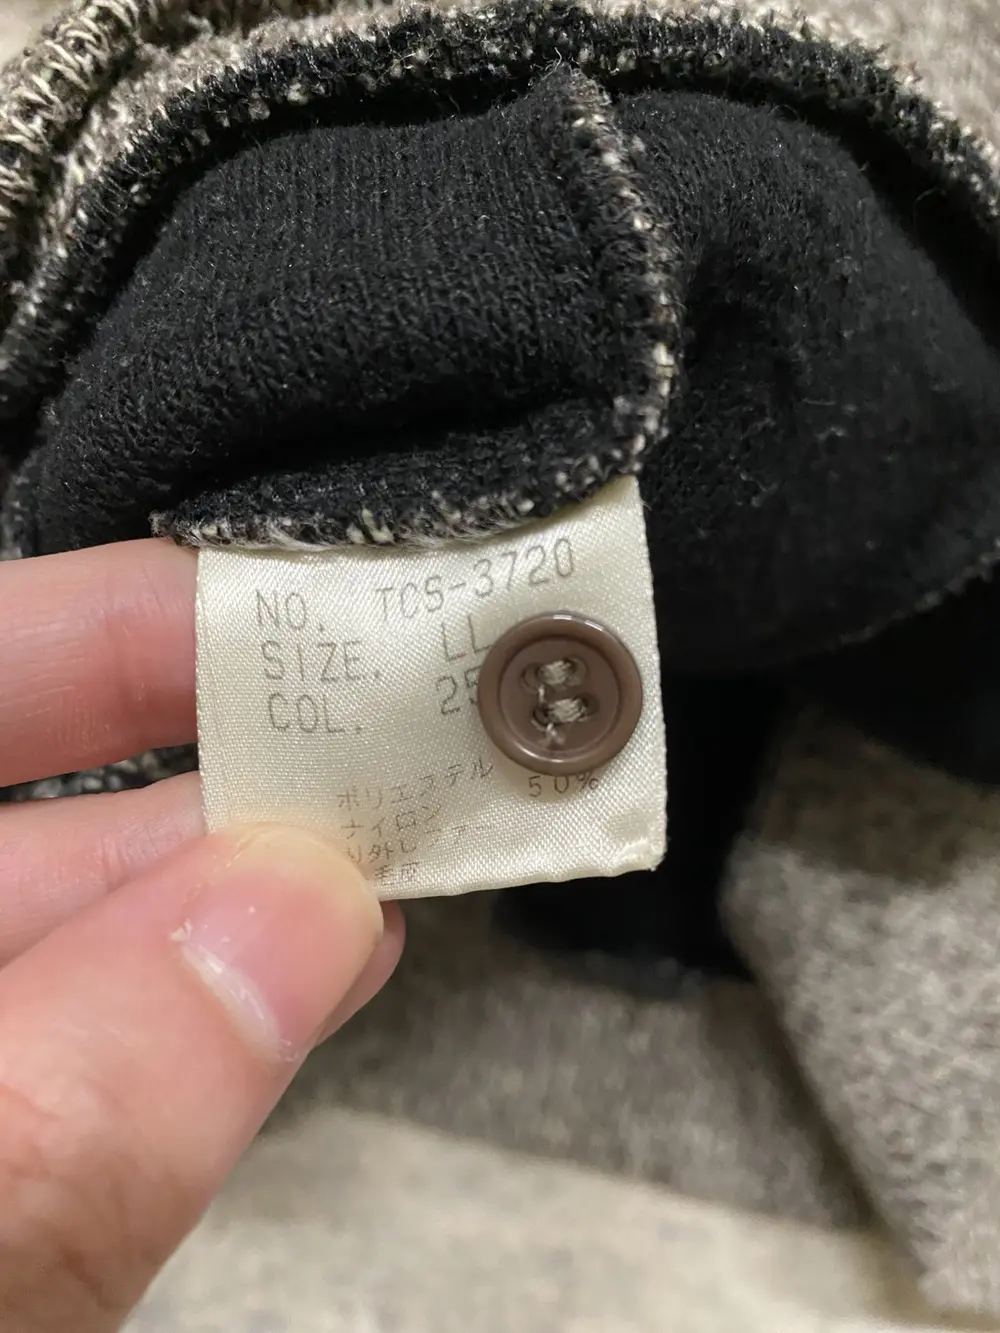 NO. TCS-3720
SIZE. LL
COL. 25
ポリエステル 50%
ナイロン